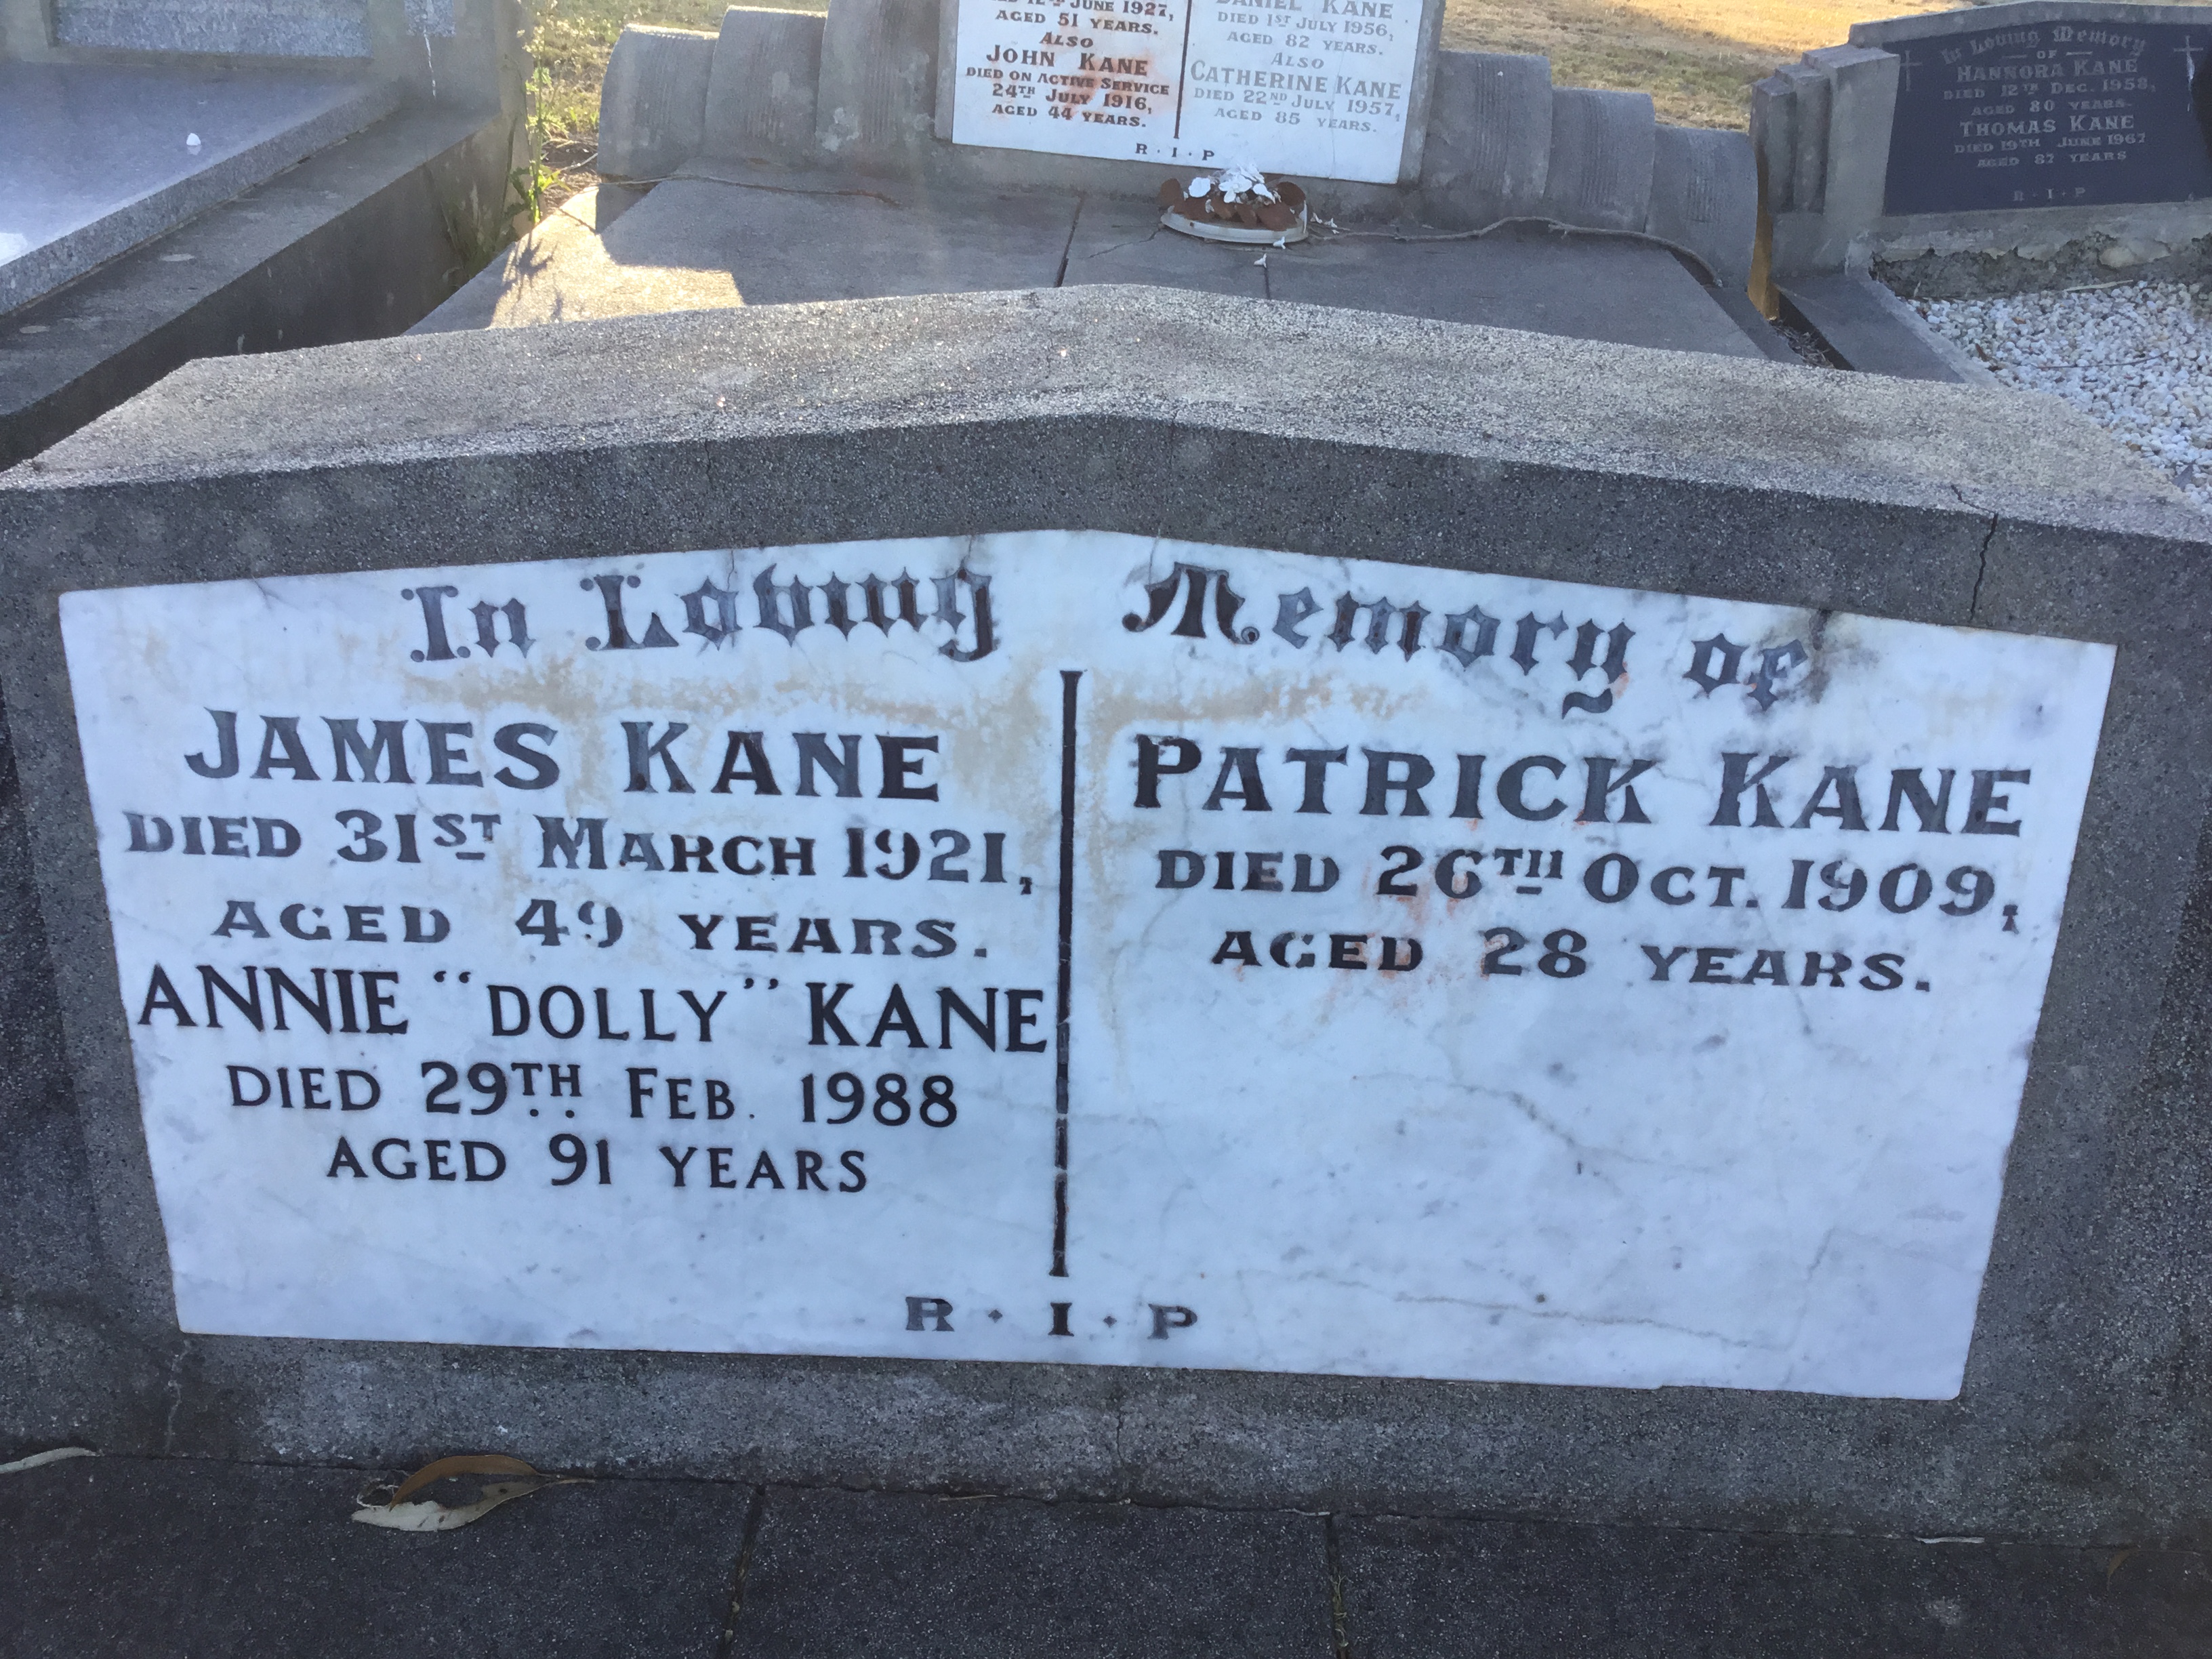 JUNE 1927,
AGED 51 YEARS.
ALSO
JOHN KANE
DIED ON ACTIVE SERVICE
24TH JULY 1916,
AGED 44 YEARS.
DANIEL KANE
DIED 1ST JULY 1956,
AGED 82 YEARS.
ALSO
CATHERINE KANE
DIED 22ND JULY, 1957,
AGED 85 YEARS.
R·I·P
In Loving Memory
OF
HANNORA KANE
DIED 12TH DEC. 1958,
AGED 80 YEARS.
THOMAS KANE
DIED 19TH JUNE 1967
AGED 87 YEARS
R·I·P
In Loving Memory of
JAMES KANE
DIED 31ST MARCH 1921,
AGED 49 YEARS.
ANNIE "DOLLY" KANE
DIED 29TH FEB. 1988
AGED 91 YEARS
PATRICK KANE
DIED 26TH OCT. 1909,
AGED 28 YEARS.
R·I·P